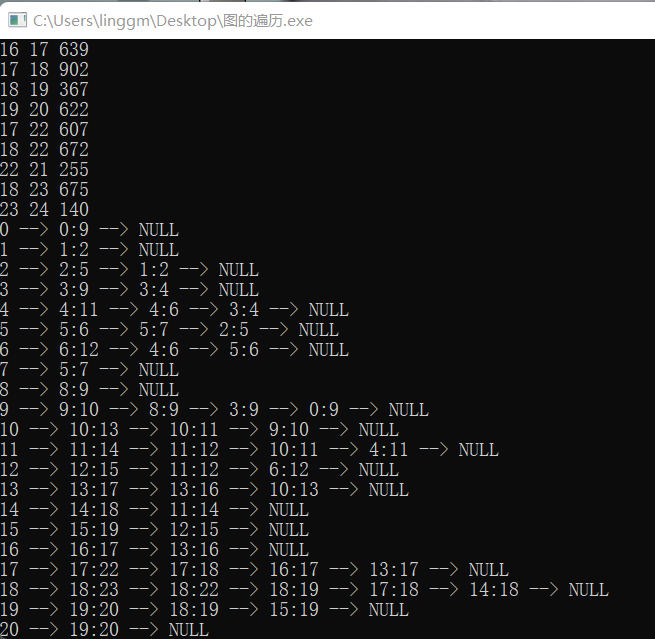 C:\Users\linggm\Desktop\图的遍历.exe
16 17 639
17 18 902
18 19 367
19 20 622
17 22 607
18 22 672
22 21 255
18 23 675
23 24 140
0 --> 0:9 --> NULL
1 --> 1:2 --> NULL
2 --> 2:5 --> 1:2 --> NULL
3 --> 3:9 --> 3:4 --> NULL
4 --> 4:11 --> 4:6 --> 3:4 --> NULL
5 --> 5:6 --> 5:7 --> 2:5 --> NULL
6 --> 6:12 --> 4:6 --> 5:6 --> NULL
7 --> 5:7 --> NULL
8 --> 8:9 --> NULL
9 --> 9:10 --> 8:9 --> 3:9 --> 0:9 --> NULL
10 --> 10:13 --> 10:11 --> 9:10 --> NULL
11 --> 11:14 --> 11:12 --> 10:11 --> 4:11 --> NULL
12 --> 12:15 --> 11:12 --> 6:12 --> NULL
13 --> 13:17 --> 13:16 --> 10:13 --> NULL
14 --> 14:18 --> 11:14 --> NULL
15 --> 15:19 --> 12:15 --> NULL
16 --> 16:17 --> 13:16 --> NULL
17 --> 17:22 --> 17:18 --> 16:17 --> 13:17 --> NULL
18 --> 18:23 --> 18:22 --> 18:19 --> 17:18 --> 14:18 --> NULL
19 --> 19:20 --> 18:19 --> 15:19 --> NULL
20 --> 19:20 --> NULL